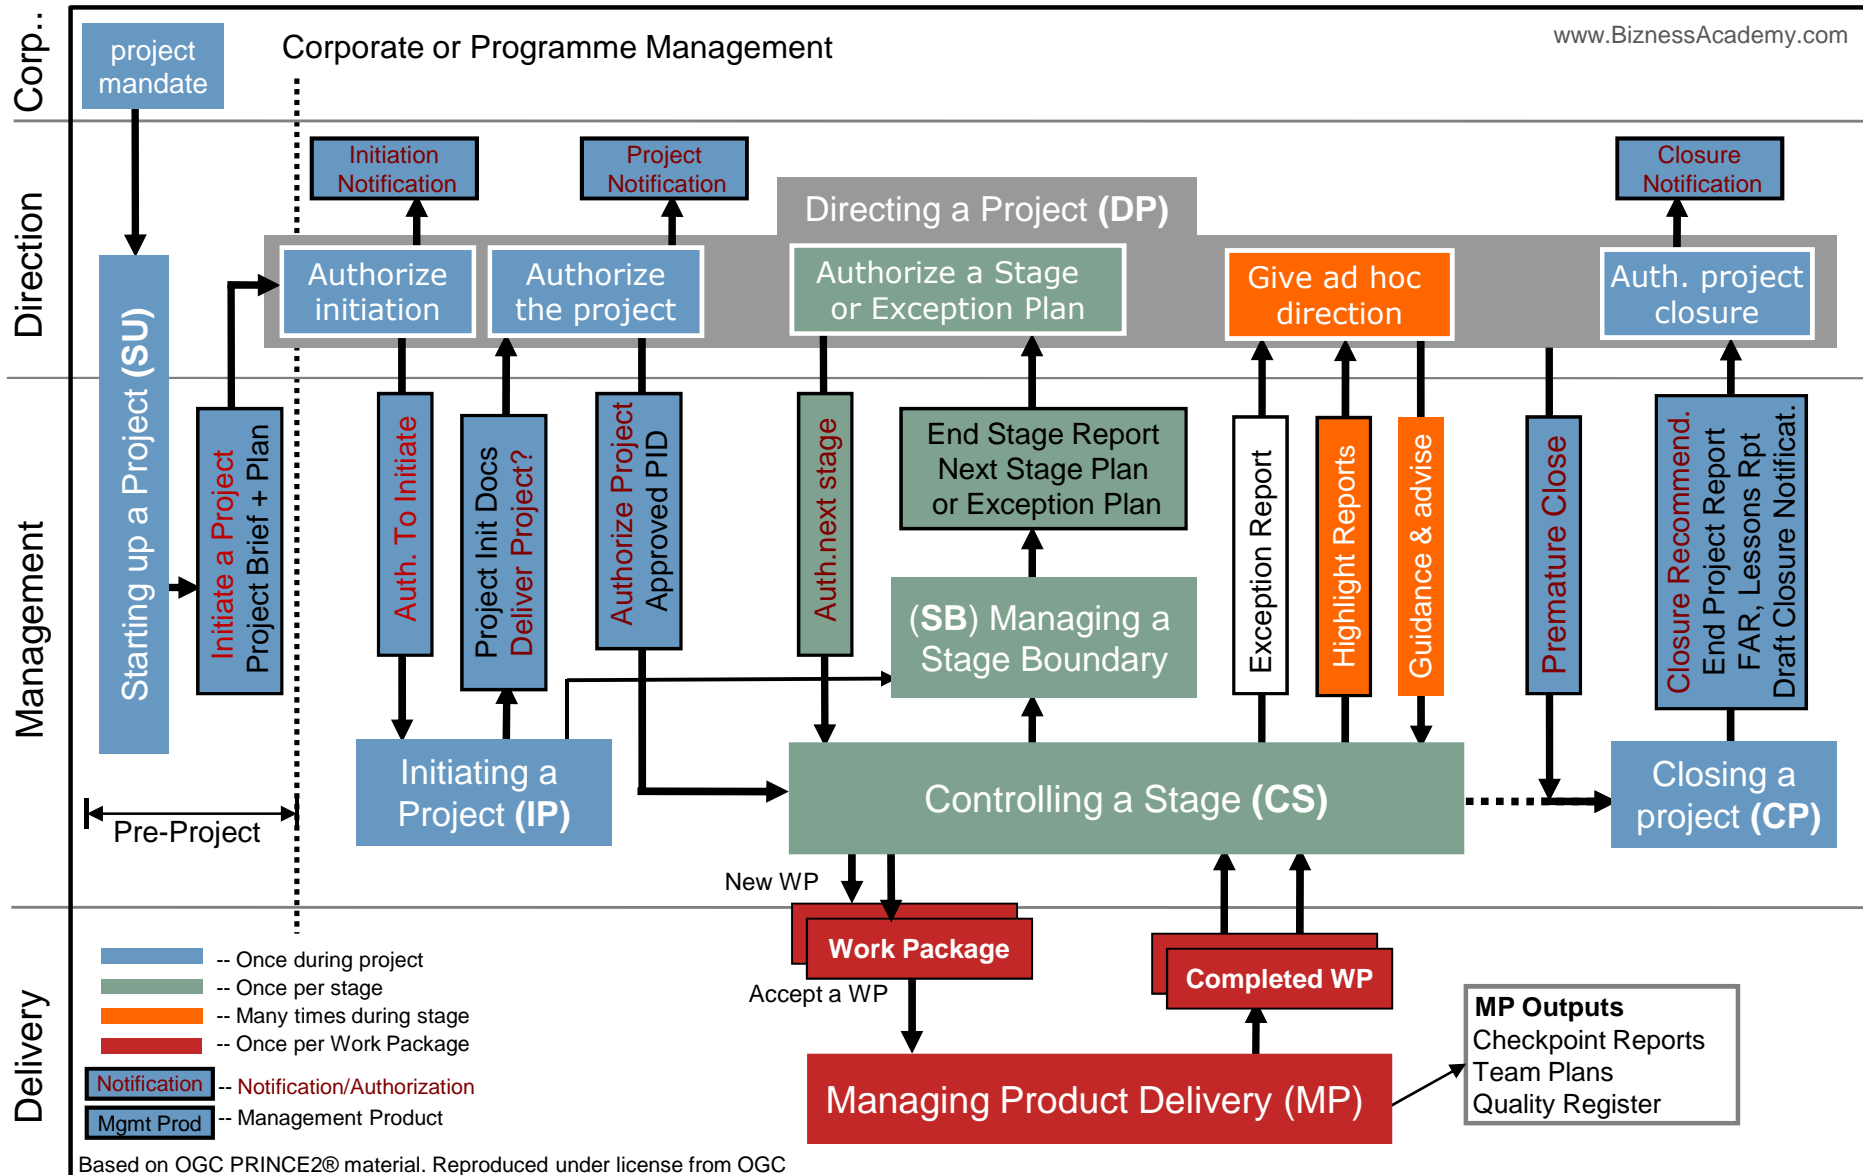 Corp..
project
mandate
Corporate or Programme Management
www.BiznessAcademy.com
Direction
Initiation
Notification
Project
Notification
Closure
Notification
Directing a Project (DP)
Authorize
initiation
Authorize
the project
Authorize a Stage
or Exception Plan
Give ad hoc
direction
Auth. project
closure
Management
Starting up a Project (SU)
Initiate a Project
Project Brief + Plan
Auth. To Initiate
Project Init Docs
Deliver Project?
Authorize Project
Approved PID
Auth.next stage
End Stage Report
Next Stage Plan
or Exception Plan
(SB) Managing a
Stage Boundary
Exception Report
Highlight Reports
Guidance & advise
Premature Close
Closure Recommend.
End Project Report
FAR, Lessons Rpt
Draft Closure Notificat.
Initiating a
Project (IP)
Controlling a Stage (CS)
Closing a
project (CP)
Pre-Project
New WP
Delivery
Work Package
Completed WP
Accept a WP
-- Once during project
-- Once per stage
-- Many times during stage
-- Once per Work Package
Notification -- Notification/Authorization
Mgmt Prod -- Management Product
Managing Product Delivery (MP)
MP Outputs
Checkpoint Reports
Team Plans
Quality Register
Based on OGC PRINCE2® material. Reproduced under license from OGC